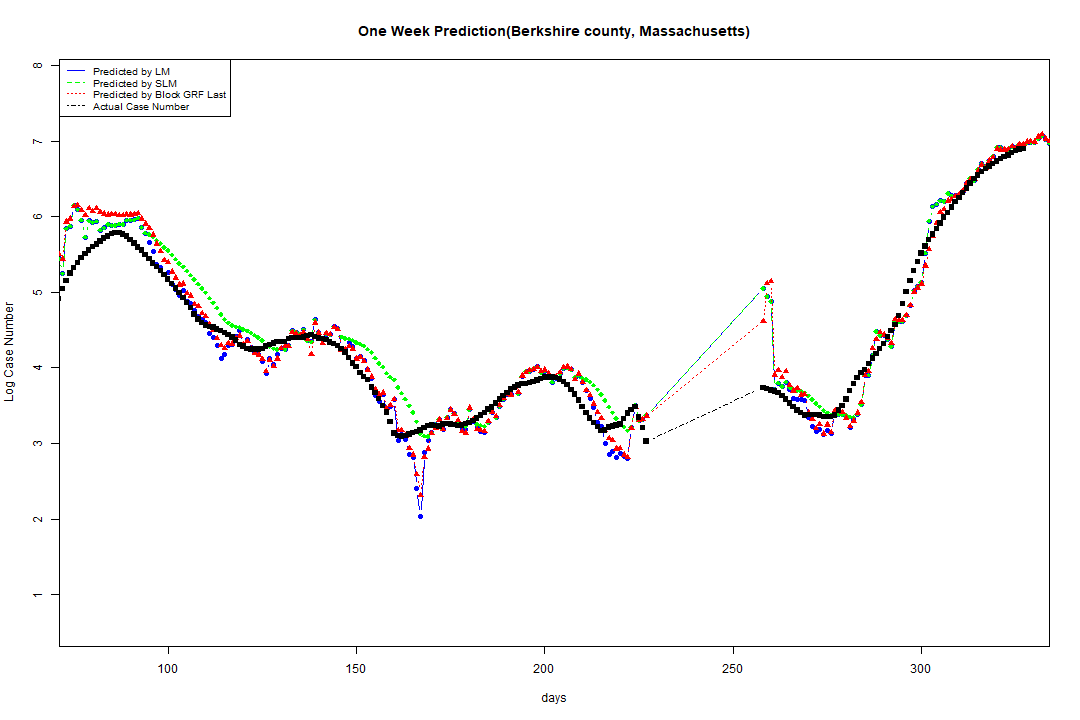 One Week Prediction(Berkshire county, Massachusetts)
Predicted by LM
Predicted by SLM
Predicted by Block GRF Last
Actual Case Number
8
7
6
5
4
3
2
1
Log Case Number
100 150 200 250 300
days